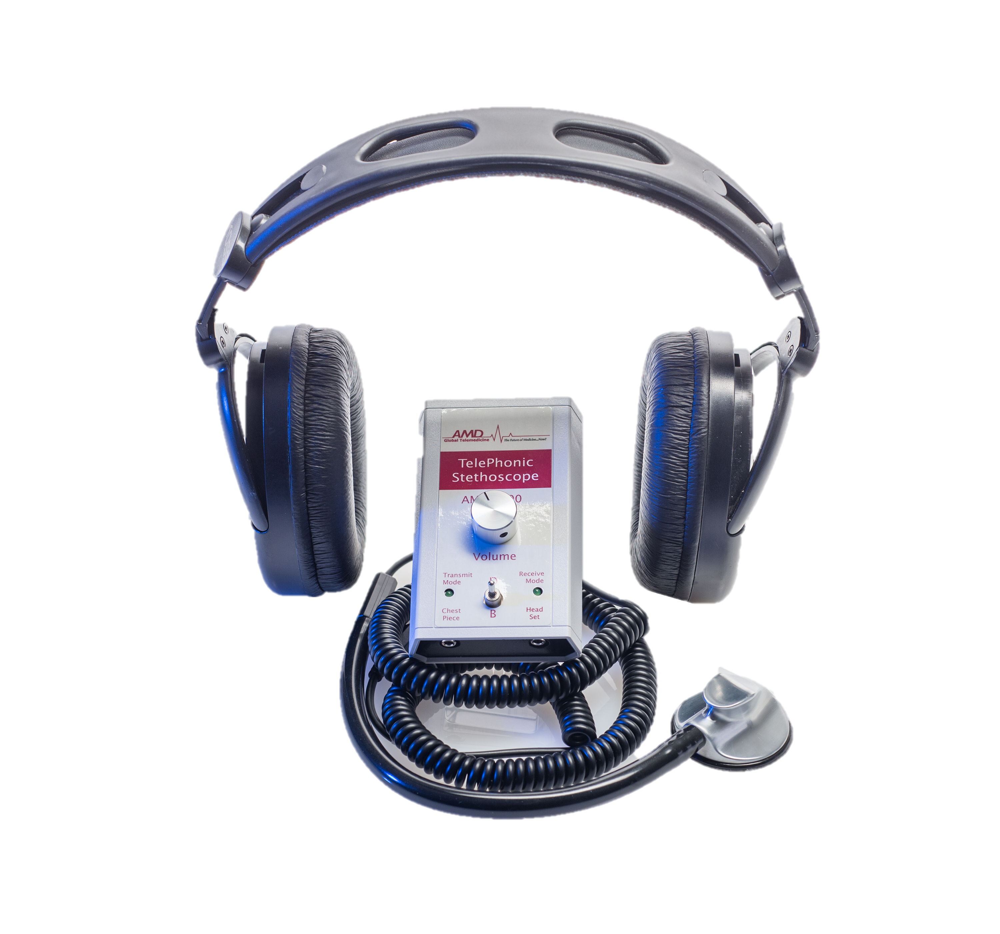 AMD
Global Telemedicine The Future of Medicine...Now!
TelePhonic
Stethoscope
Volume
Transmit
Mode
Receive
Mode
Chest
Piece
B
Head
Set